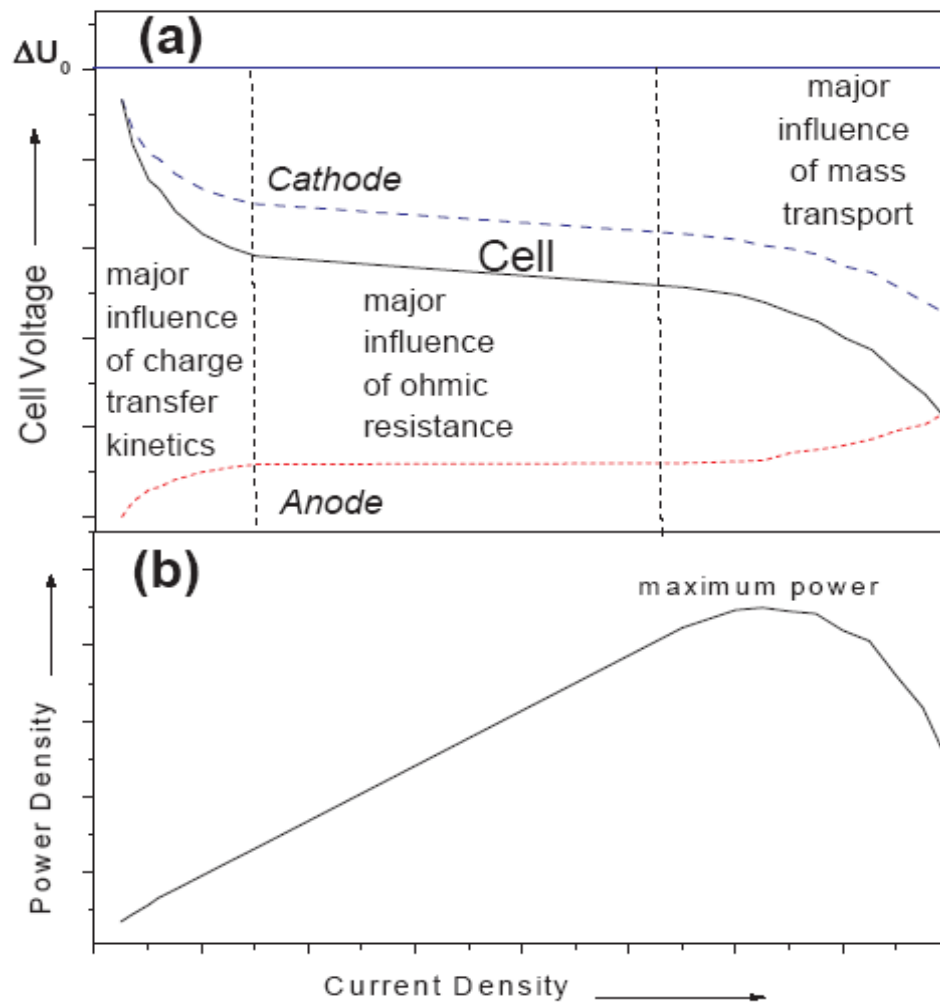 (a)
ΔU₀
major
influence
of mass
transport
Cathode
Cell
major
influence
of charge
transfer
kinetics
major
influence
of ohmic
resistance
Anode
Cell Voltage
(b)
maximum power
Power Density
Current Density